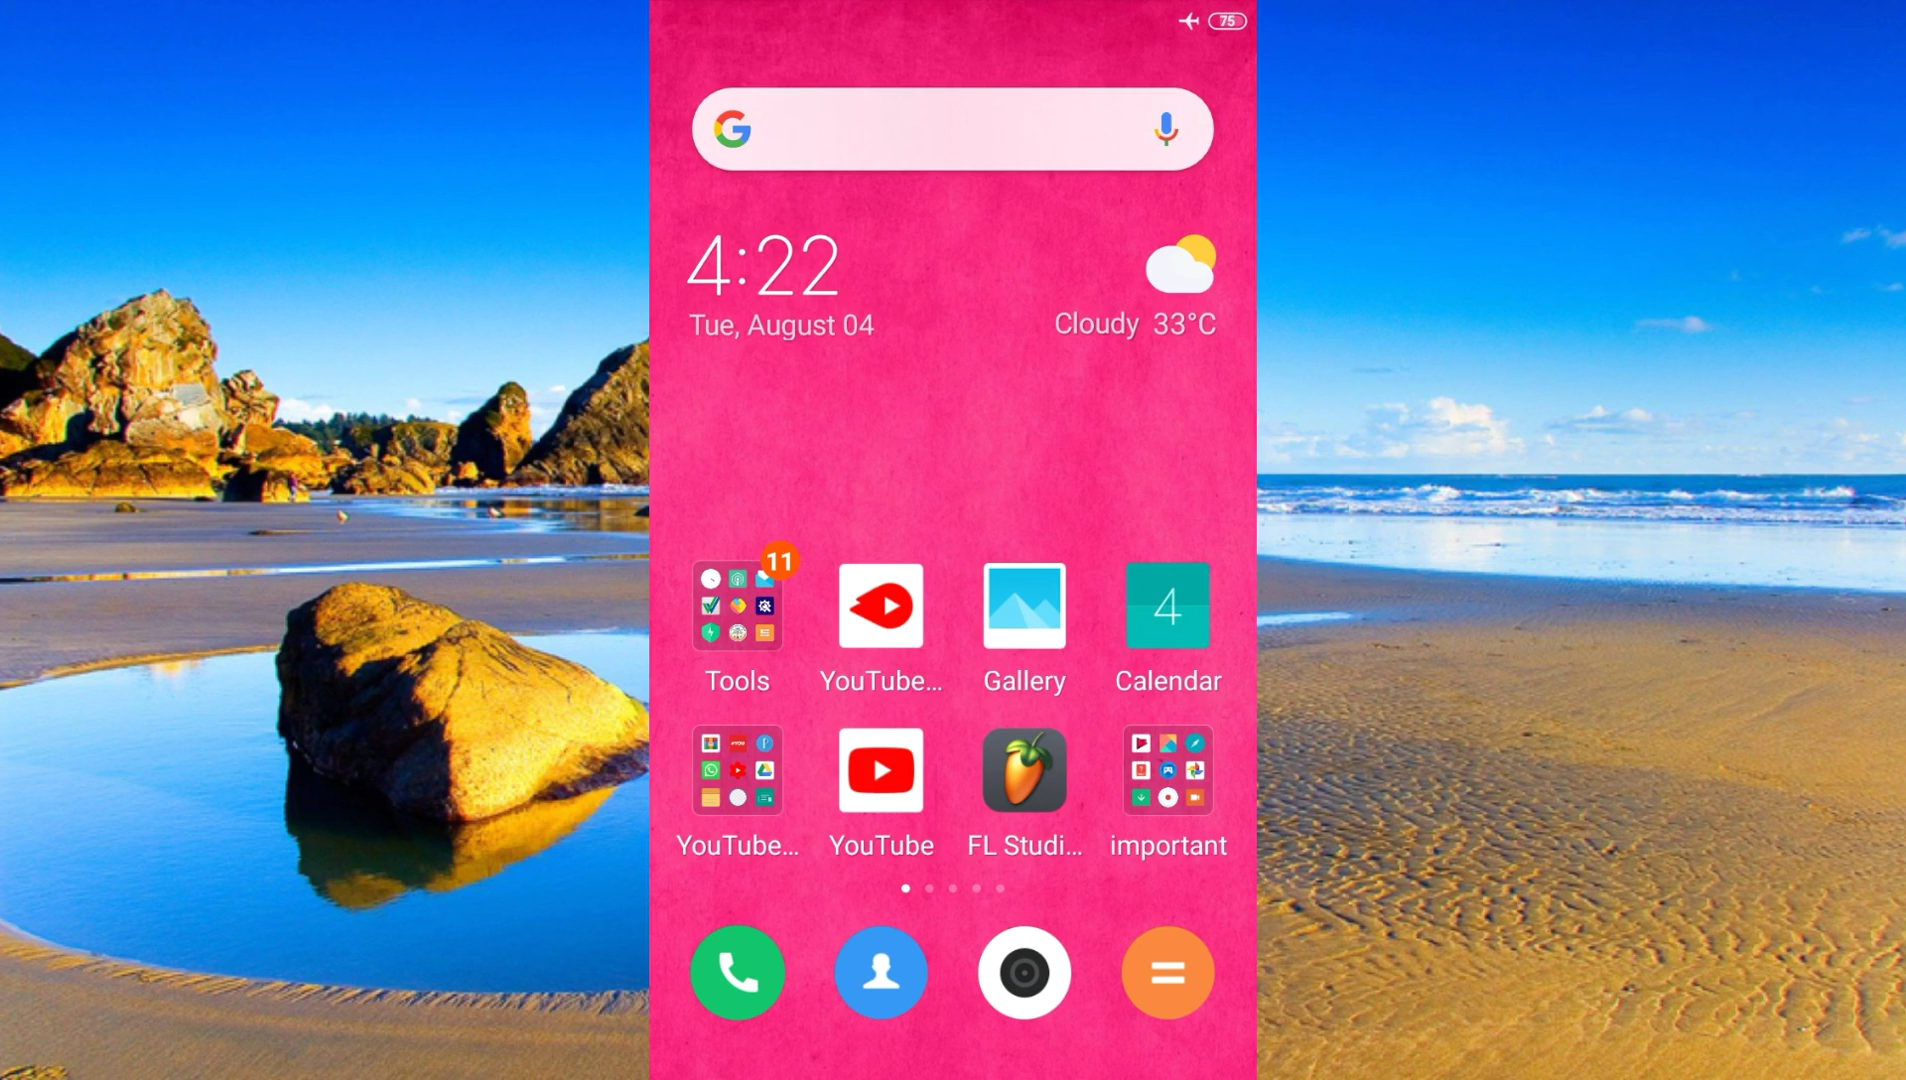 75
4:22
Tue, August 04
Cloudy 33°C
11
4
Tools
YouTube...
Gallery
Calendar
YouTube...
YouTube
FL Studi...
important